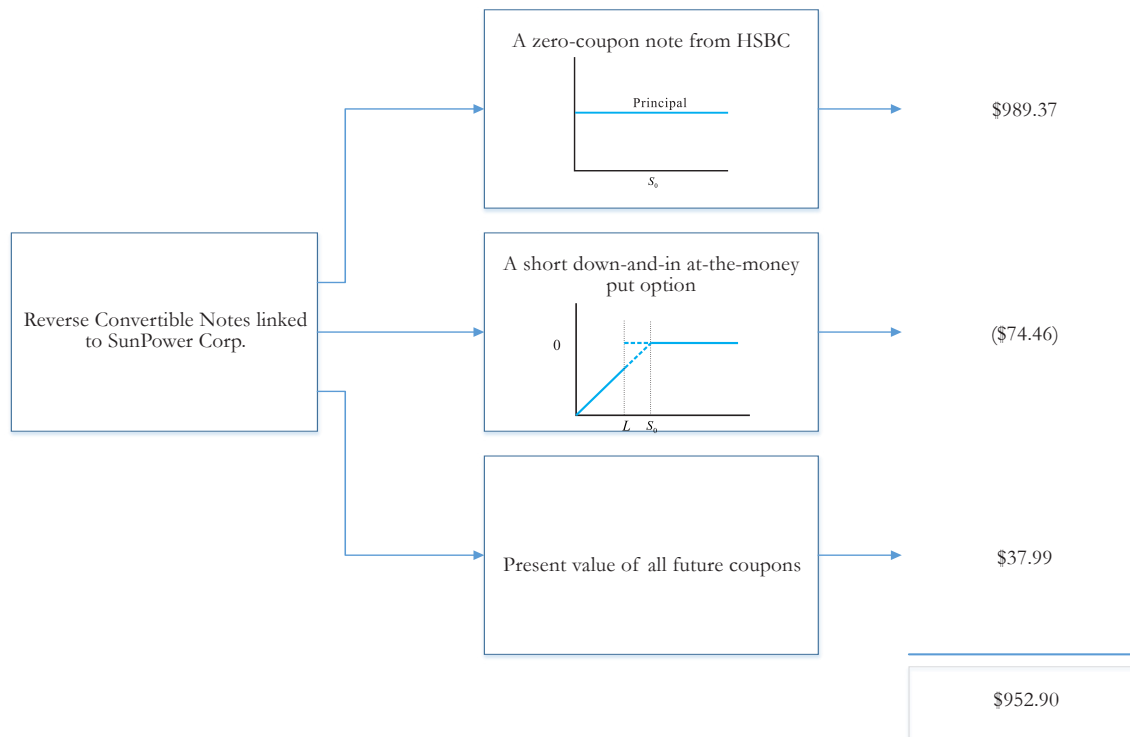 A zero-coupon note from HSBC
Principal
S₀
$989.37
Reverse Convertible Notes linked
to SunPower Corp.
A short down-and-in at-the-money
put option
0
L S₀
($74.46)
Present value of all future coupons
$37.99
$952.90